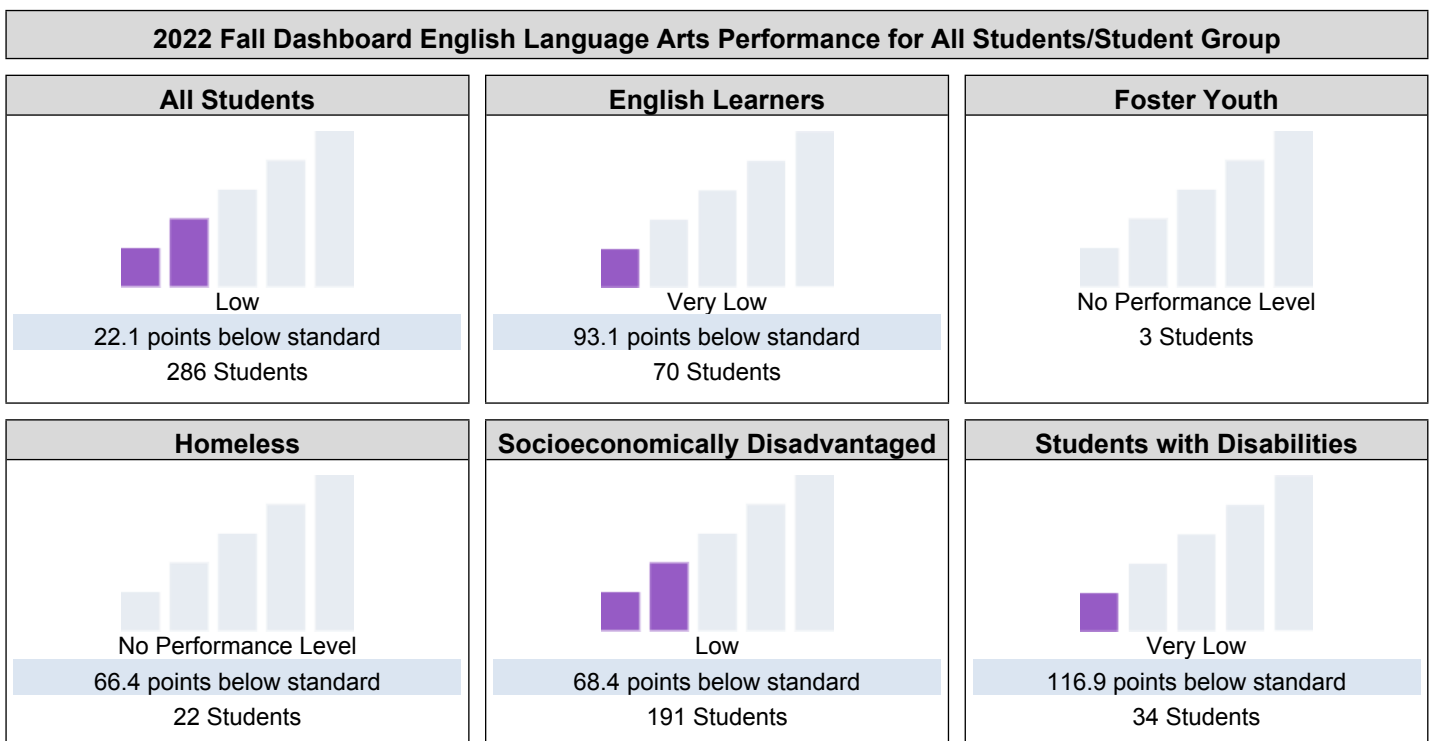 2022 Fall Dashboard English Language Arts Performance for All Students/Student Group
All Students
Low
22.1 points below standard
286 Students
English Learners
Very Low
93.1 points below standard
70 Students
Foster Youth
No Performance Level
3 Students
Homeless
No Performance Level
66.4 points below standard
22 Students
Socioeconomically Disadvantaged
Low
68.4 points below standard
191 Students
Students with Disabilities
Very Low
116.9 points below standard
34 Students